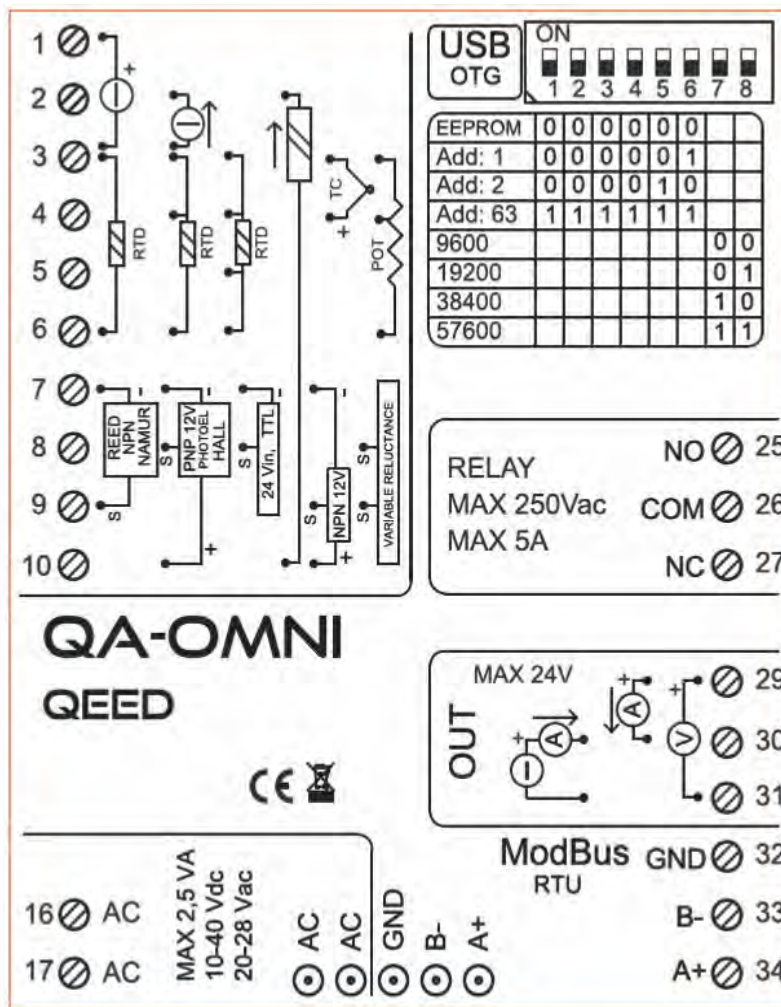 1
2
3
4
5
6
7
8
9
10
+
RTD
RTD
RTD
TC
+
POT
-
REED
NPN
NAMUR
S
-
PNP 12V
PHOTOEL
HALL
S
+
-
24 Vin, TTL
S
-
NPN 12V
S
+
VARIABLE RELUCTANCE
S
S
USB
OTG
ON
1 2 3 4 5 6 7 8
EEPROM 0 0 0 0 0 0
Add: 1 0 0 0 0 0 1
Add: 2 0 0 0 0 1 0
Add: 63 1 1 1 1 1 1
9600 0 0
19200 0 1
38400 1 0
57600 1 1
RELAY
MAX 250Vac
MAX 5A
NO 25
COM 26
NC 27
QA-OMNI
QEED
CE
OUT
MAX 24V
+
A
+
A
+
V
29
30
31
16 AC
17 AC
MAX 2,5 VA
10-40 Vdc
20-28 Vac
AC
AC
GND
B-
A+
ModBus
RTU
GND 32
B- 33
A+ 34